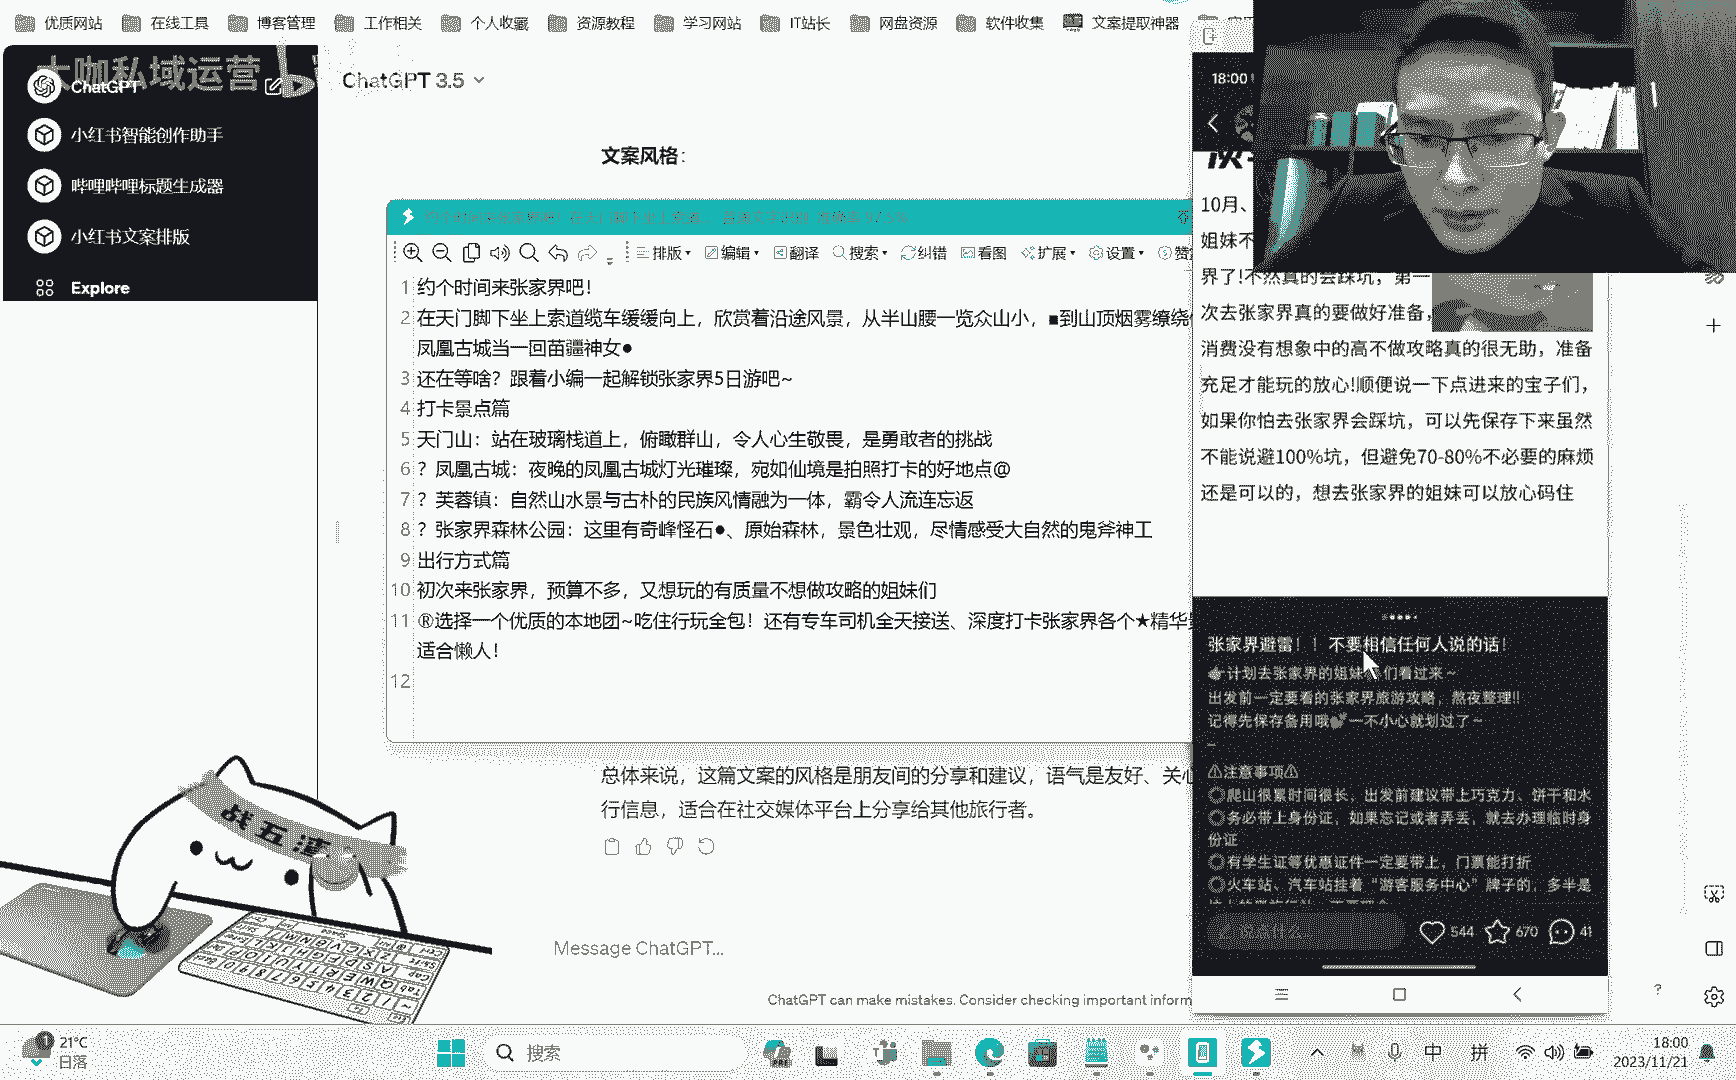 优质网站 在线工具 博客管理 工作相关 个人收藏 资源教程 学习网站 IT站长 网盘资源 软件收集 文案提取神器
大咖私域运营
ChatGPT
小红书智能创作助手
哔哩哔哩标题生成器
小红书文案排版
Explore
ChatGPT 3.5
文案风格:
排版 编辑 翻译 搜索 纠错 看图 扩展 设置
1 约个时间来张家界吧!
2 在天门脚下坐上索道缆车缓缓向上，欣赏着沿途风景，从半山腰一览众山小，■到山顶烟雾缭绕
凤凰古城当一回苗疆神女●
3 还在等啥？跟着小编一起解锁张家界5日游吧~
4 打卡景点篇
5 天门山：站在玻璃栈道上，俯瞰群山，令人心生敬畏，是勇敢者的挑战
6 ？凤凰古城：夜晚的凤凰古城灯光璀璨，宛如仙境是拍照打卡的好地点@
7 ？芙蓉镇：自然山水景与古朴的民族风情融为一体，霸令人流连忘返
8 ？张家界森林公园：这里有奇峰怪石●、原始森林，景色壮观，尽情感受大自然的鬼斧神工
9 出行方式篇
10 初次来张家界，预算不多，又想玩的有质量不想做攻略的姐妹们
11 ®选择一个优质的本地团~吃住行玩全包！还有专车司机全天接送、深度打卡张家界各个★精华
适合懒人!
12
总体来说，这篇文案的风格是朋友间的分享和建议，语气是友好、关心
行信息，适合在社交媒体平台上分享给其他旅行者。
Message ChatGPT...
ChatGPT can make mistakes. Consider checking important inform
战五渣
18:00
10月、
姐妹不
界了!不然真的会踩坑，第一
次去张家界真的要做好准备，
消费没有想象中的高不做攻略真的很无助，准备
充足才能玩的放心!顺便说一下点进来的宝子们，
如果你怕去张家界会踩坑，可以先保存下来虽然
不能说避100%坑，但避免70-80%不必要的麻烦
还是可以的，想去张家界的姐妹可以放心码住
张家界避雷！！不要相信任何人说的话!
计划去张家界的姐妹们看过来~
出发前一定要看的张家界旅游攻略，熬夜整理!!
记得先保存备用哦 一不小心就划过了~
–
⚠注意事项⚠
爬山很累时间很长，出发前建议带上巧克力、饼干和水
务必带上身份证，如果忘记或者弄丢，就去办理临时身
份证
有学生证等优惠证件一定要带上，门票能打折
火车站、汽车站挂着“游客服务中心”牌子的，多半是
说点什么...
544 670 41
1 21°C
日落
搜索
中 拼
18:00
2023/11/21